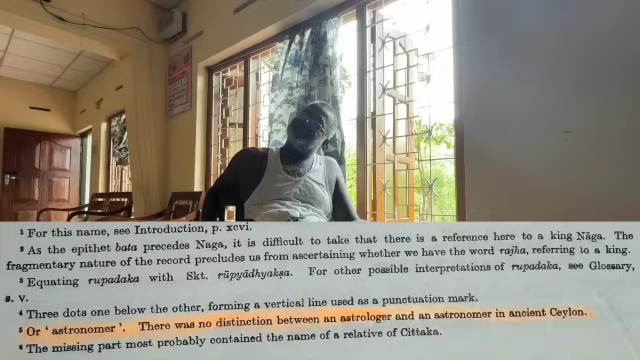 ¹ For this name, see Introduction, p. xcvi.
² As the epithet bata precedes Naga, it is difficult to take that there is a reference here to a king Nāga. The
fragmentary nature of the record precludes us from ascertaining whether we have the word rajha, referring to a king.
³ Equating rupadaka with Skt. rūpyādhyakṣa. For other possible interpretations of rupadaka, see Glossary,
s. v.
⁴ Three dots one below the other, forming a vertical line used as a punctuation mark.
⁵ Or ‘ astronomer ’. There was no distinction between an astrologer and an astronomer in ancient Ceylon.
⁶ The missing part most probably contained the name of a relative of Cittaka.